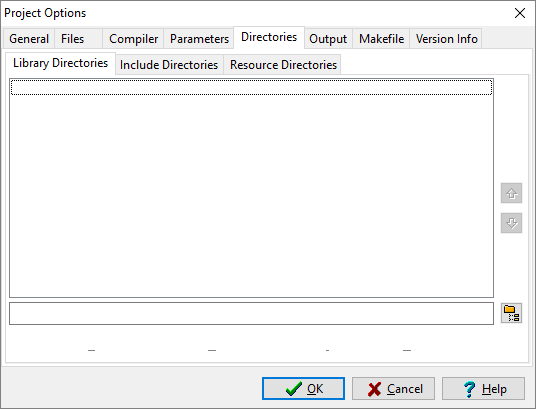 Project Options
General Files Compiler Parameters Directories Output Makefile Version Info
Library Directories Include Directories Resource Directories
OK Cancel Help